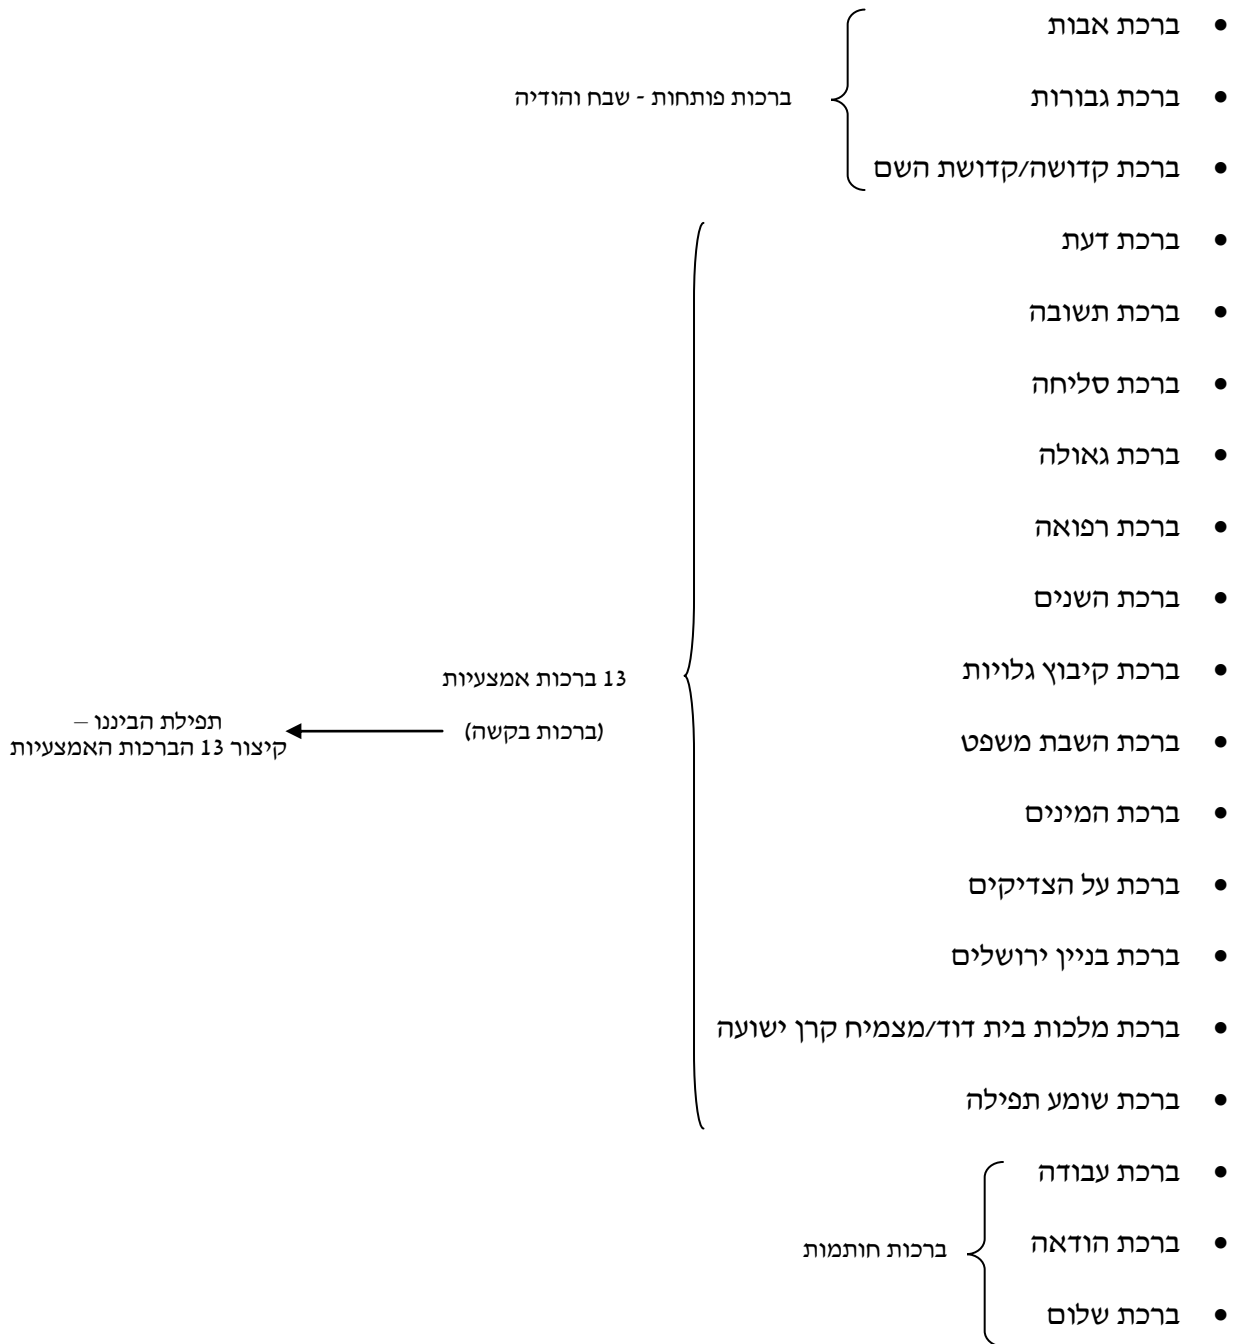 • ברכת אבות
• ברכת גבורות
ברכות פותחות - שבח והודיה
• ברכת קדושה/קדושת השם
• ברכת דעת
• ברכת תשובה
• ברכת סליחה
• ברכת גאולה
• ברכת רפואה
• ברכת השנים
• ברכת קיבוץ גלויות
13 ברכות אמצעיות
(ברכות בקשה)
תפילת הביננו –
קיצור 13 הברכות האמצעיות
• ברכת השבת משפט
• ברכת המינים
• ברכת על הצדיקים
• ברכת בניין ירושלים
• ברכת מלכות בית דוד/מצמיח קרן ישועה
• ברכת שומע תפילה
• ברכת עבודה
• ברכת הודאה
ברכות חותמות
• ברכת שלום